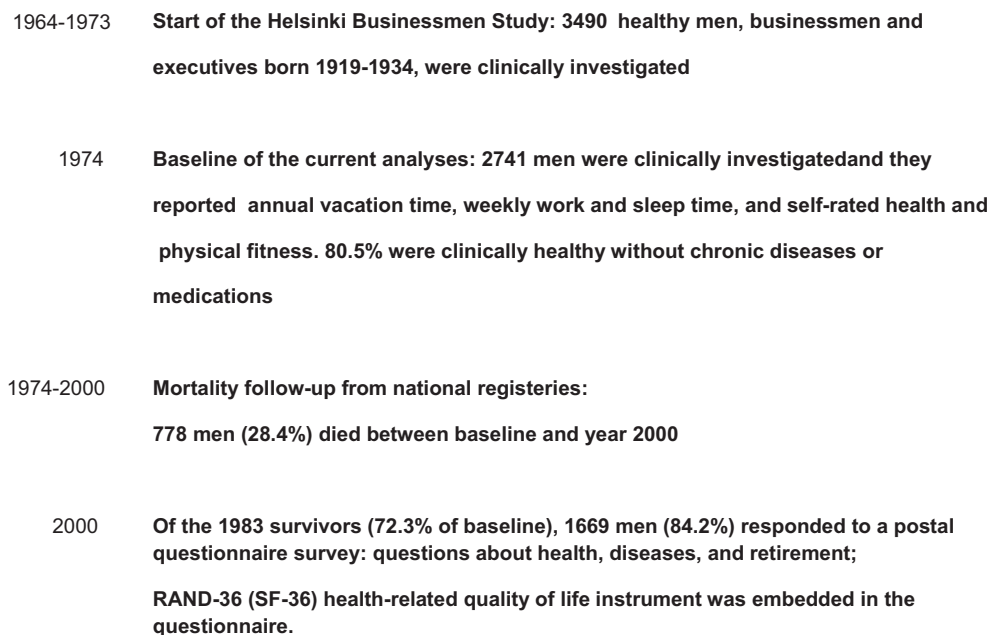 1964-1973 Start of the Helsinki Businessmen Study: 3490 healthy men, businessmen and
executives born 1919-1934, were clinically investigated
1974 Baseline of the current analyses: 2741 men were clinically investigatedand they
reported annual vacation time, weekly work and sleep time, and self-rated health and
physical fitness. 80.5% were clinically healthy without chronic diseases or
medications
1974-2000 Mortality follow-up from national registeries:
778 men (28.4%) died between baseline and year 2000
2000 Of the 1983 survivors (72.3% of baseline), 1669 men (84.2%) responded to a postal
questionnaire survey: questions about health, diseases, and retirement;
RAND-36 (SF-36) health-related quality of life instrument was embedded in the
questionnaire.